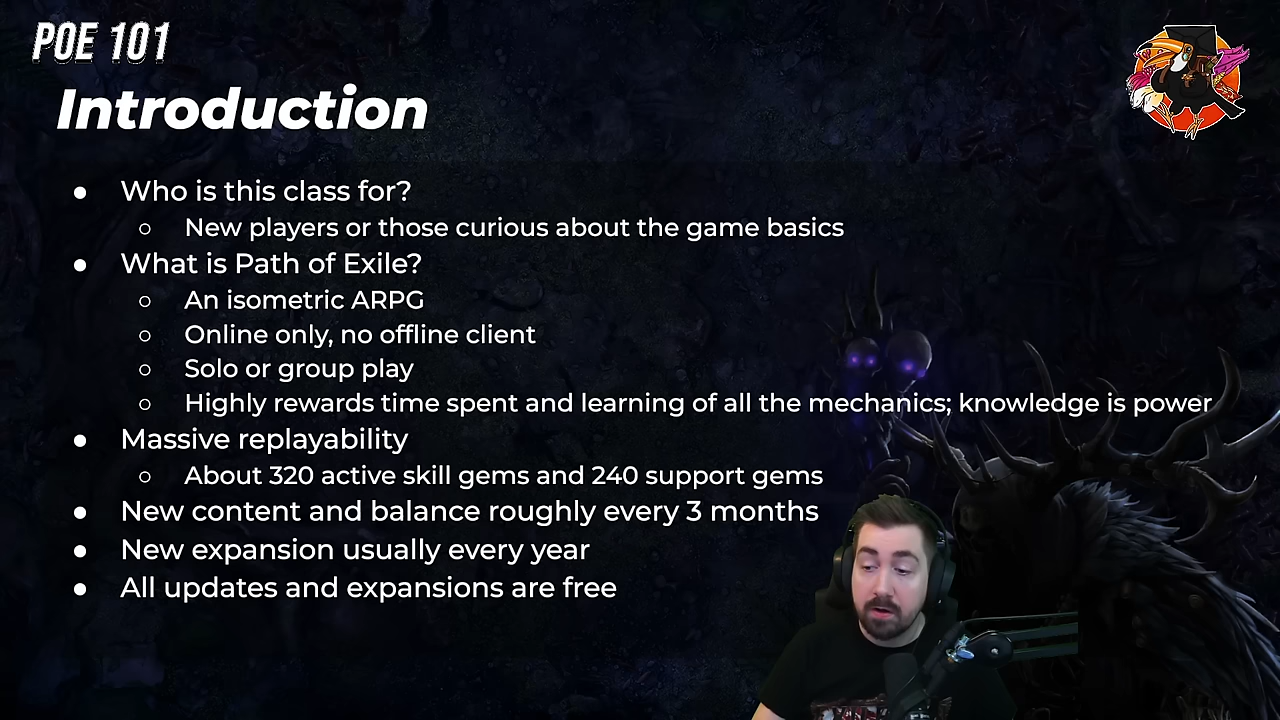 POE 101
Introduction
● Who is this class for?
○ New players or those curious about the game basics
● What is Path of Exile?
○ An isometric ARPG
○ Online only, no offline client
○ Solo or group play
○ Highly rewards time spent and learning of all the mechanics; knowledge is power
● Massive replayability
○ About 320 active skill gems and 240 support gems
● New content and balance roughly every 3 months
● New expansion usually every year
● All updates and expansions are free